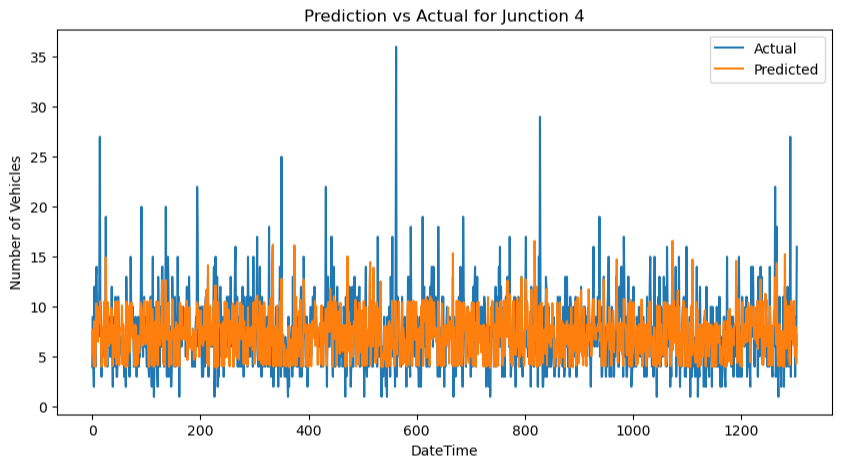 Prediction vs Actual for Junction 4
Actual
Predicted
Number of Vehicles
35
30
25
20
15
10
5
0
0 200 400 600 800 1000 1200
DateTime